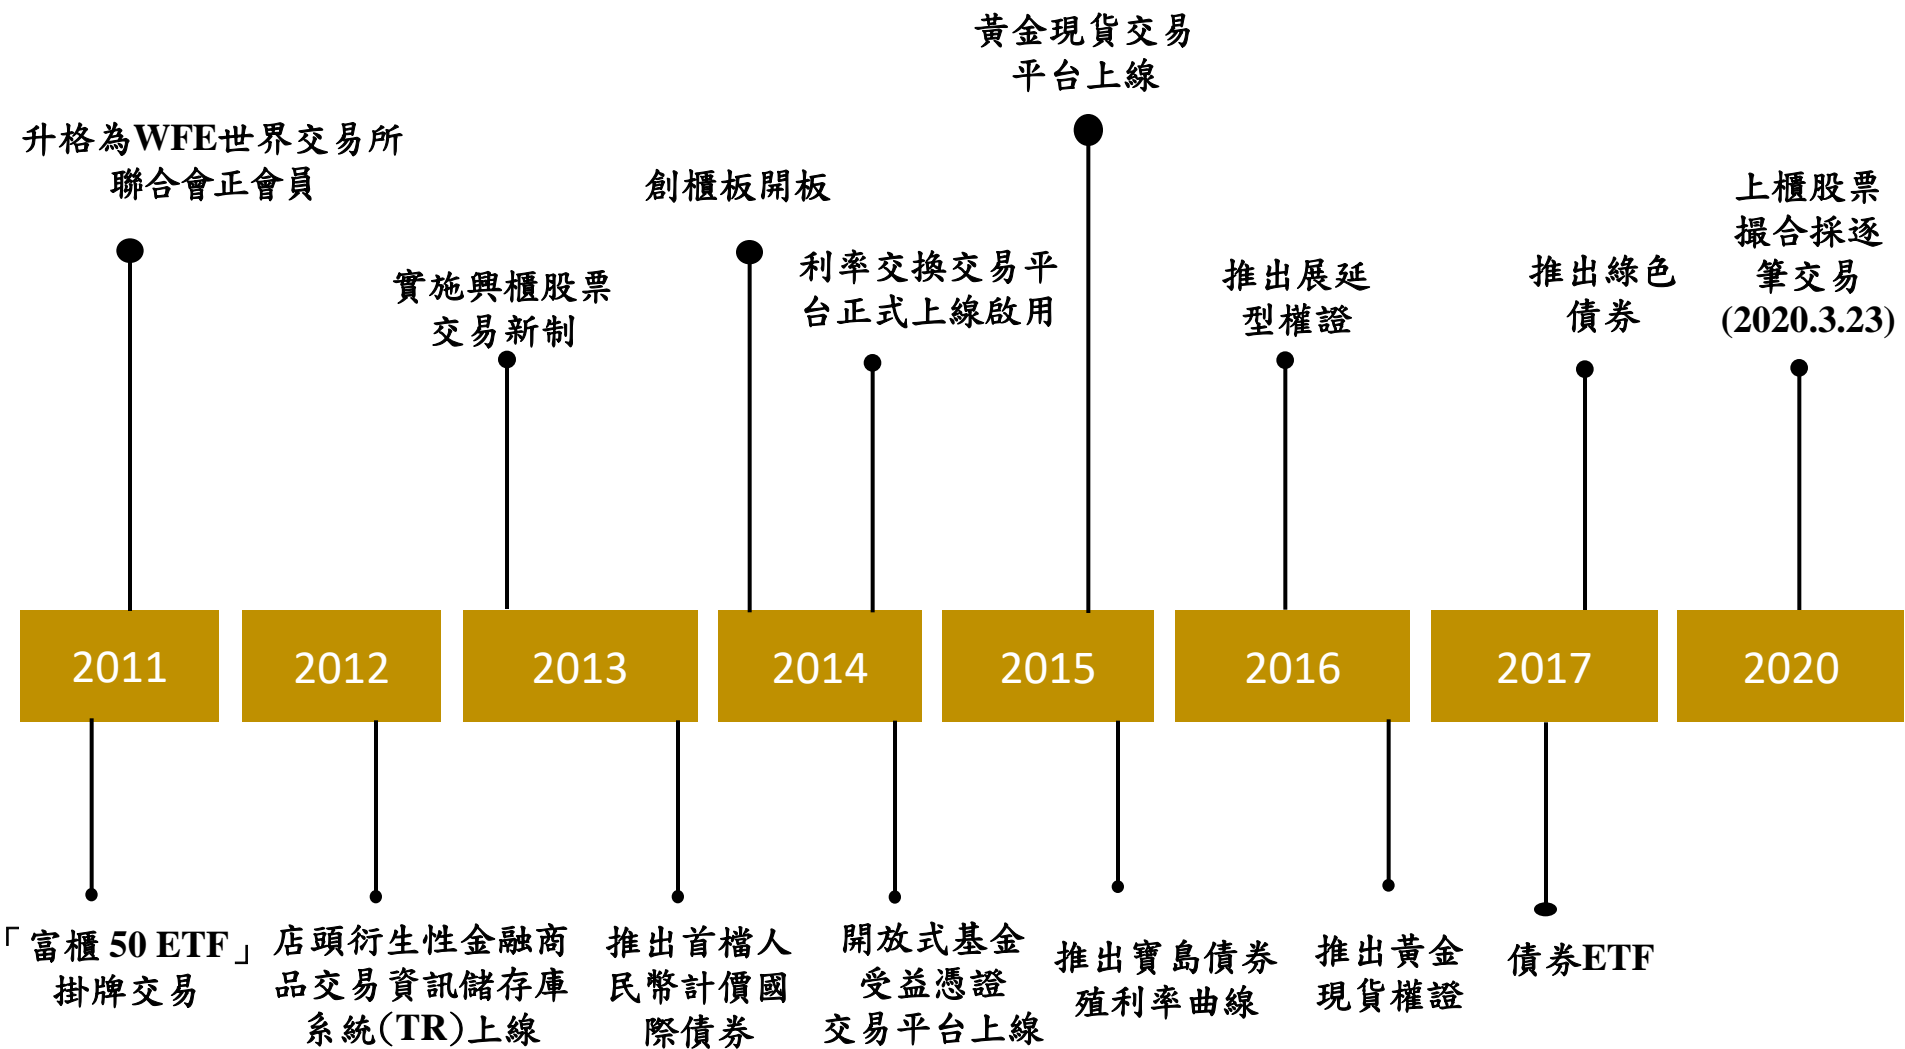 黃金現貨交易
平台上線
升格為WFE世界交易所
聯合會正會員
創櫃板開板
上櫃股票
撮合採逐
筆交易
(2020.3.23)
實施興櫃股票
交易新制
利率交換交易平
台正式上線啟用
推出展延
型權證
推出綠色
債券
2011
2012
2013
2014
2015
2016
2017
2020
「富櫃 50 ETF」
掛牌交易
店頭衍生性金融商
品交易資訊儲存庫
系統(TR)上線
推出首檔人
民幣計價國
際債券
開放式基金
受益憑證
交易平台上線
推出寶島債券
殖利率曲線
推出黃金
現貨權證
債券ETF